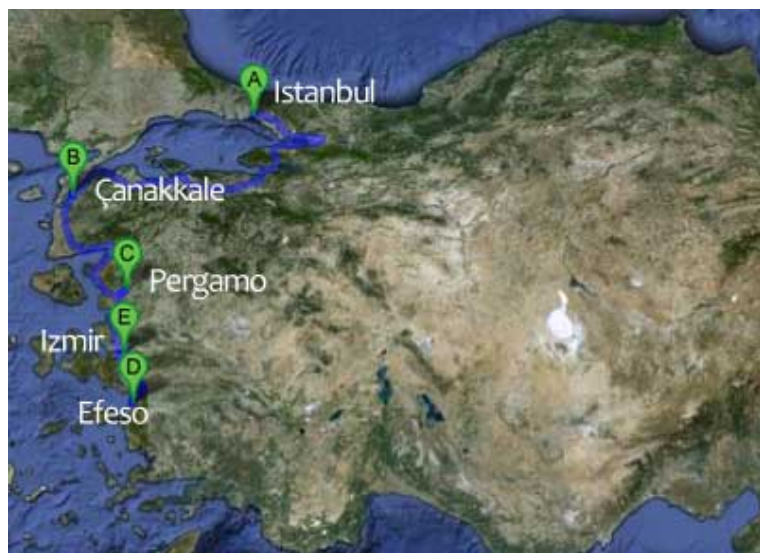 A
Istanbul
B
Çanakkale
C
Pergamo
E
Izmir
D
Efeso